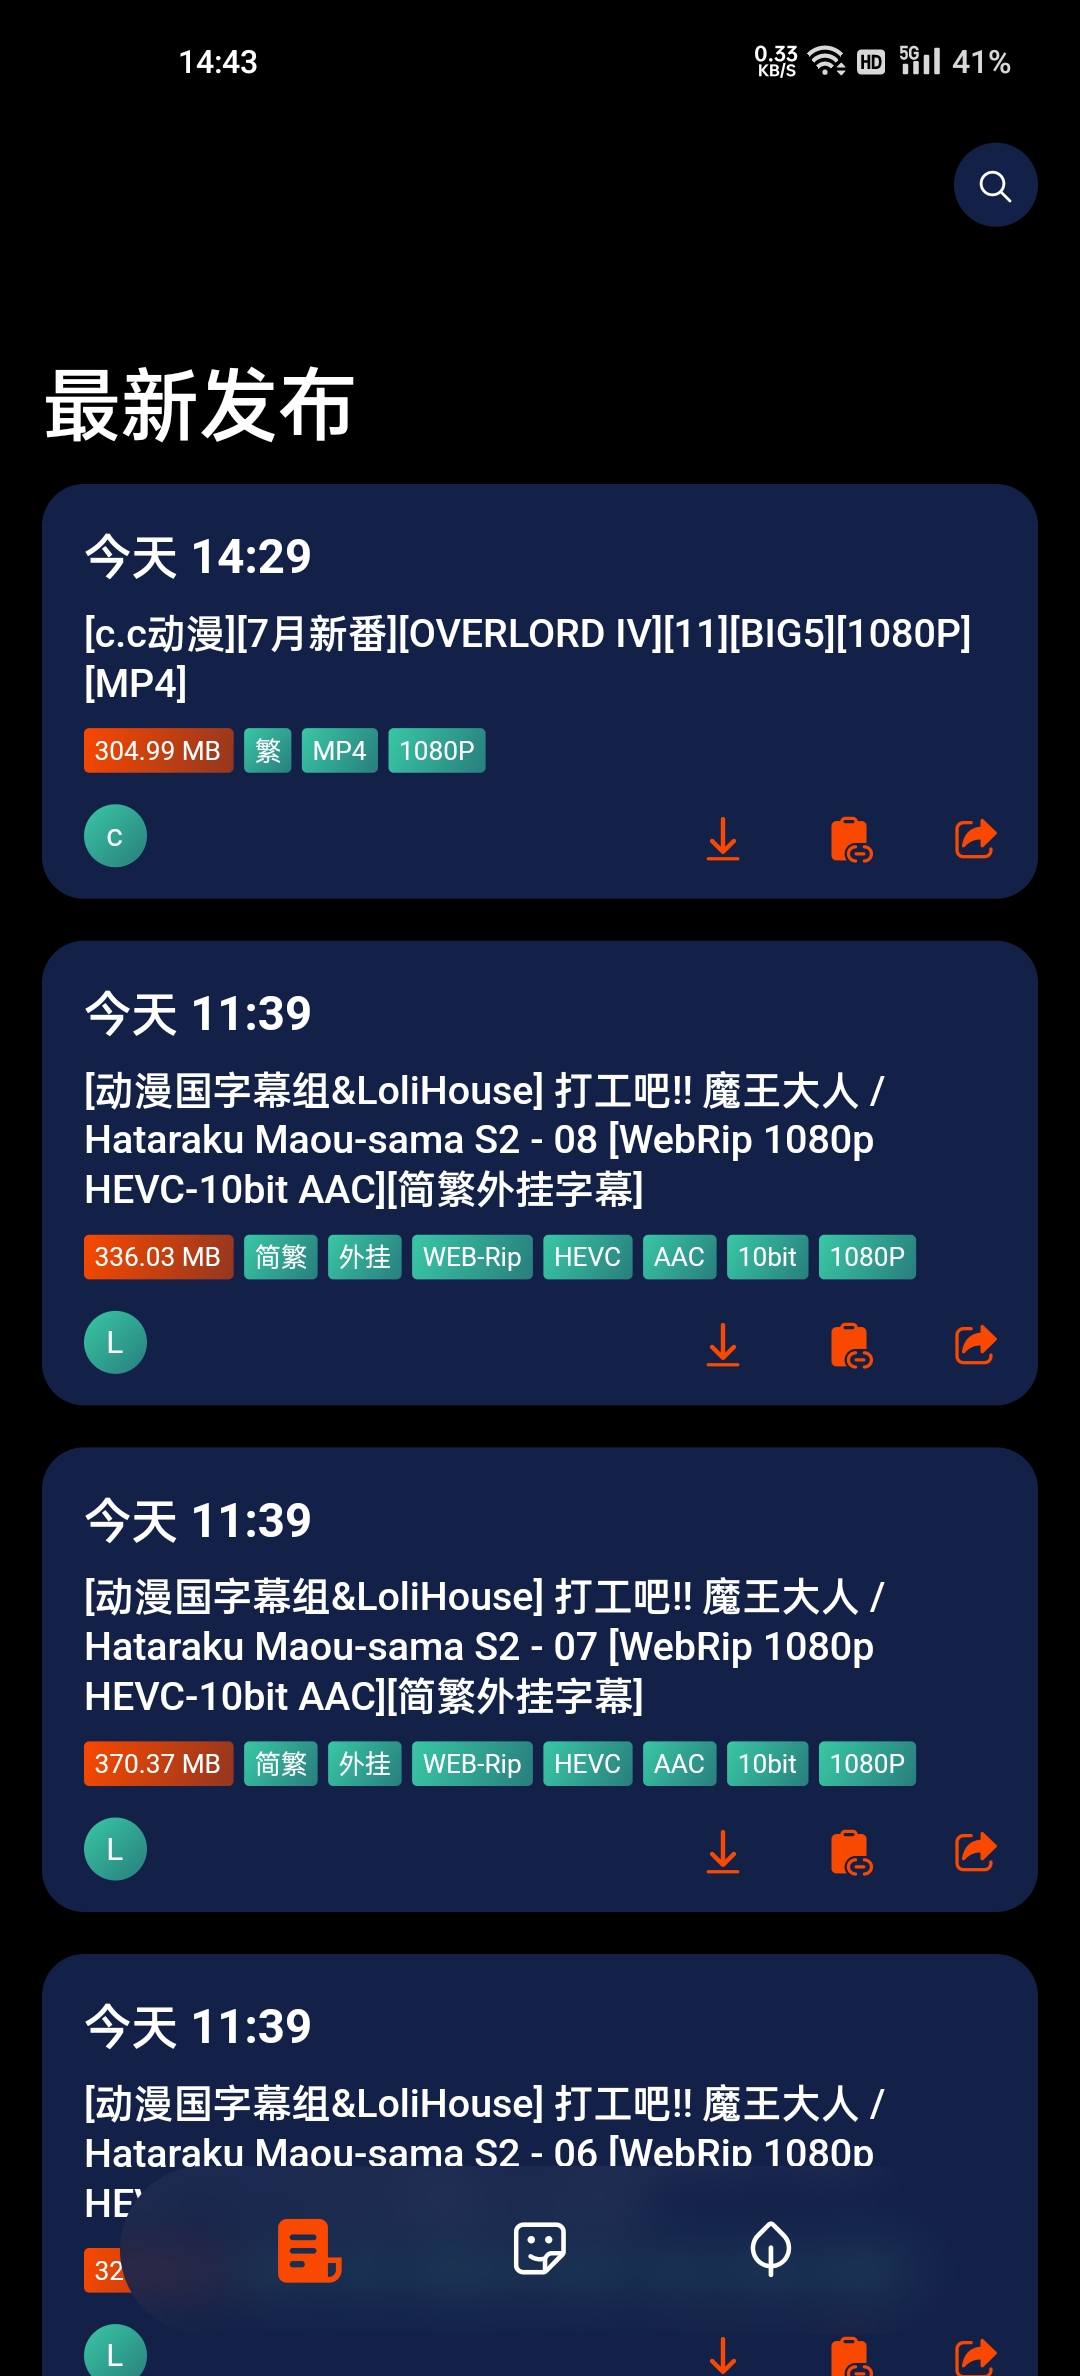 14:43
0.33
KB/S
HD
5G
41%
最新发布
今天 14:29
[c.c动漫][7月新番][OVERLORD IV][11][BIG5][1080P]
[MP4]
304.99 MB 繁 MP4 1080P
c
今天 11:39
[动漫国字幕组&LoliHouse] 打工吧!! 魔王大人 /
Hataraku Maou-sama S2 - 08 [WebRip 1080p
HEVC-10bit AAC][简繁外挂字幕]
336.03 MB 简繁 外挂 WEB-Rip HEVC AAC 10bit 1080P
L
今天 11:39
[动漫国字幕组&LoliHouse] 打工吧!! 魔王大人 /
Hataraku Maou-sama S2 - 07 [WebRip 1080p
HEVC-10bit AAC][简繁外挂字幕]
370.37 MB 简繁 外挂 WEB-Rip HEVC AAC 10bit 1080P
L
今天 11:39
[动漫国字幕组&LoliHouse] 打工吧!! 魔王大人 /
Hataraku Maou-sama S2 - 06 [WebRip 1080p
L